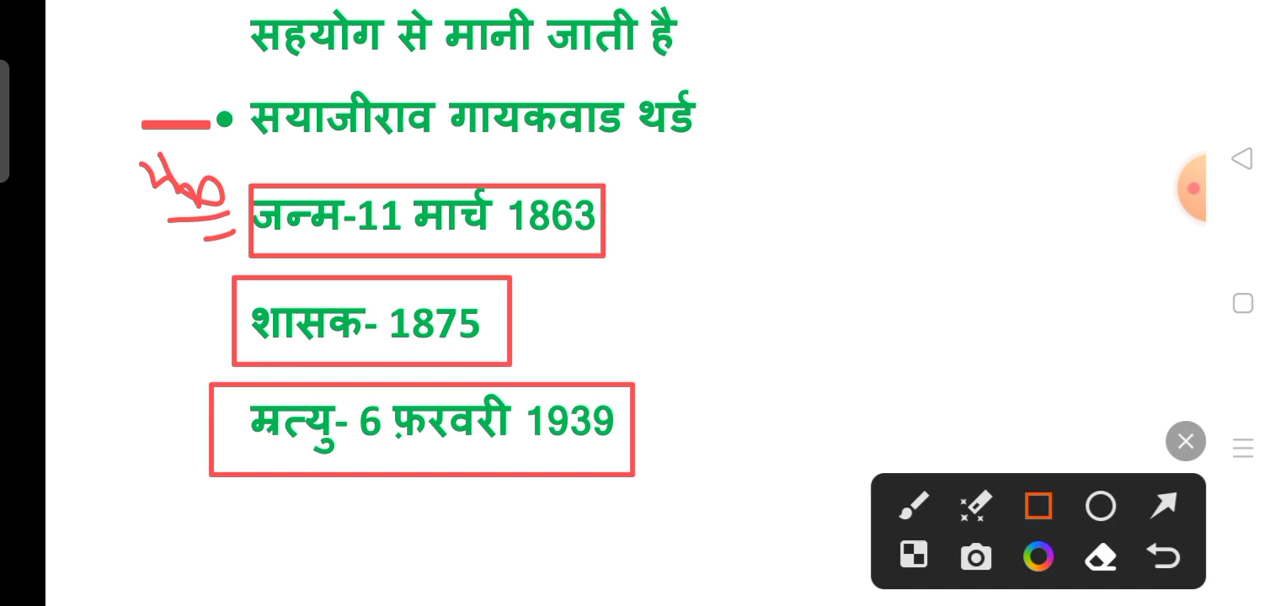 सहयोग से मानी जाती है
• सयाजीराव गायकवाड थर्ड
जन्म-11 मार्च 1863
शासक- 1875
म्रत्यु- 6 फ़रवरी 1939